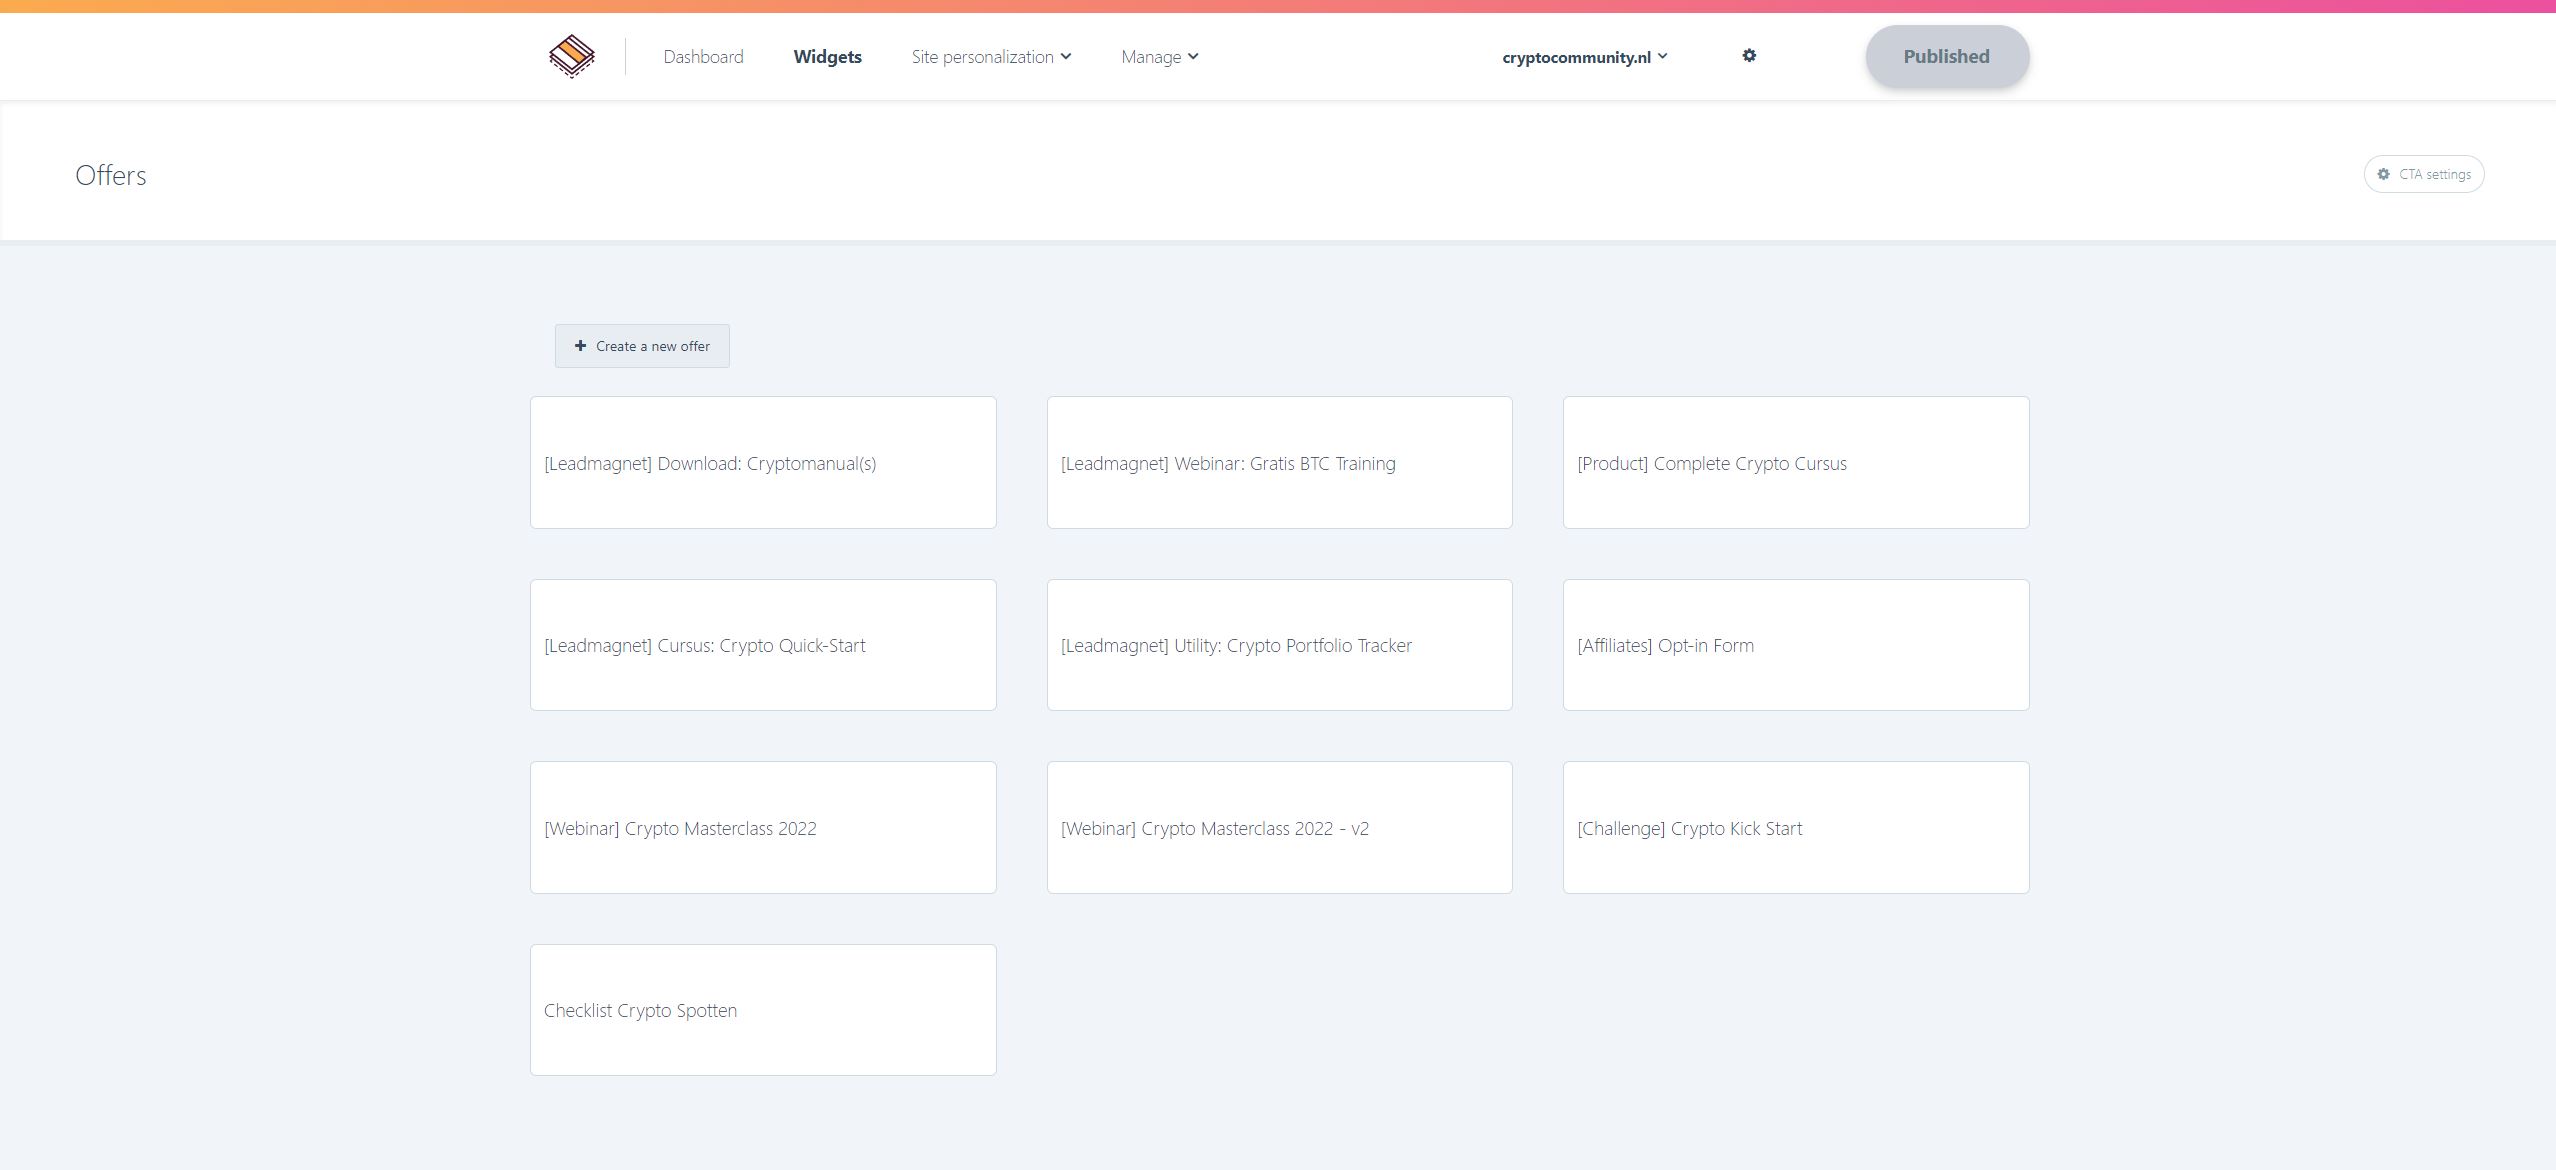 Dashboard
Widgets
Site personalization
Manage
cryptocommunity.nl
Published
Offers
CTA settings
Create a new offer
[Leadmagnet] Download: Cryptomanual(s)
[Leadmagnet] Webinar: Gratis BTC Training
[Product] Complete Crypto Cursus
[Leadmagnet] Cursus: Crypto Quick-Start
[Leadmagnet] Utility: Crypto Portfolio Tracker
[Affiliates] Opt-in Form
[Webinar] Crypto Masterclass 2022
[Webinar] Crypto Masterclass 2022 - v2
[Challenge] Crypto Kick Start
Checklist Crypto Spotten